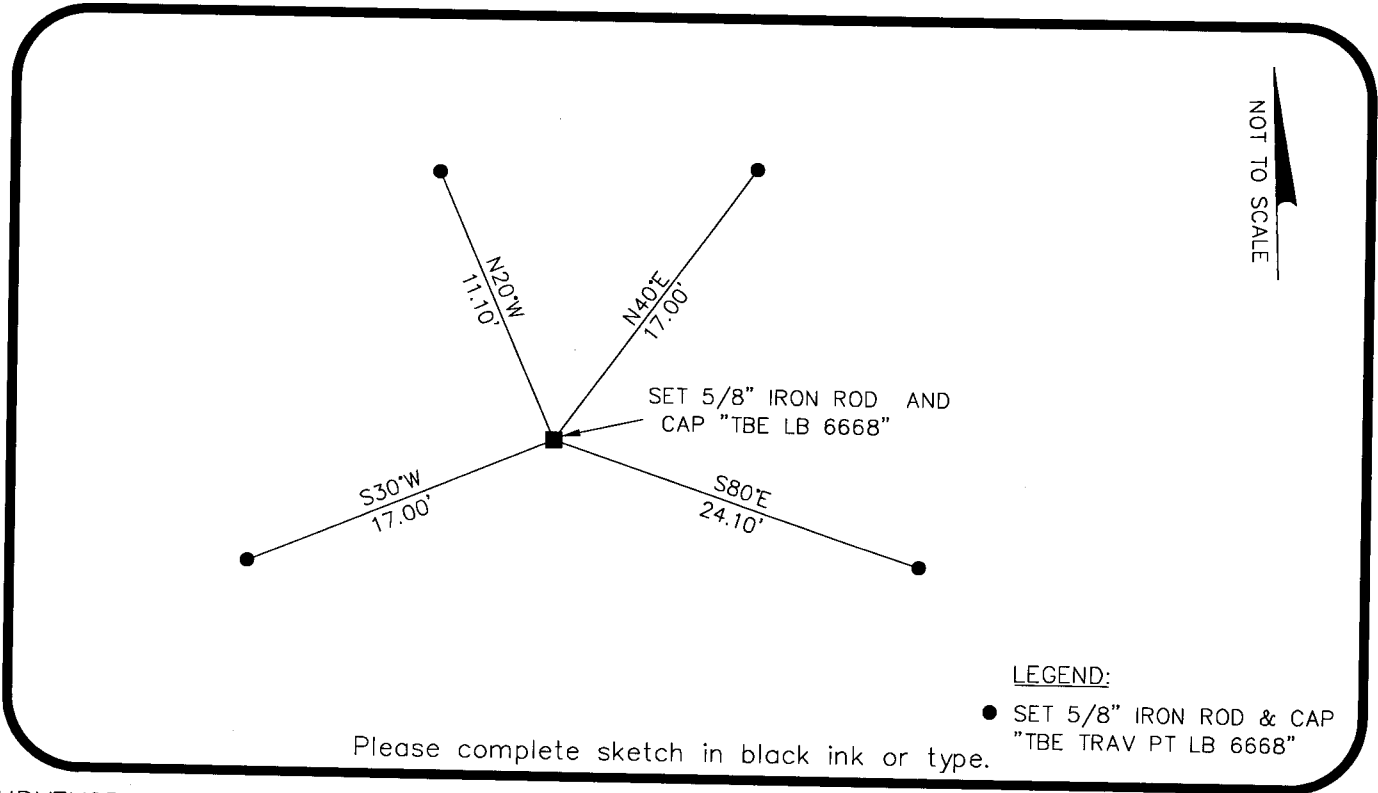 NOT TO SCALE
N20°W
11.10'
N40°E
17.00'
SET 5/8" IRON ROD AND
CAP "TBE LB 6668"
S30°W
17.00'
S80°E
24.10'
LEGEND:
SET 5/8" IRON ROD & CAP
"TBE TRAV PT LB 6668"
Please complete sketch in black ink or type.